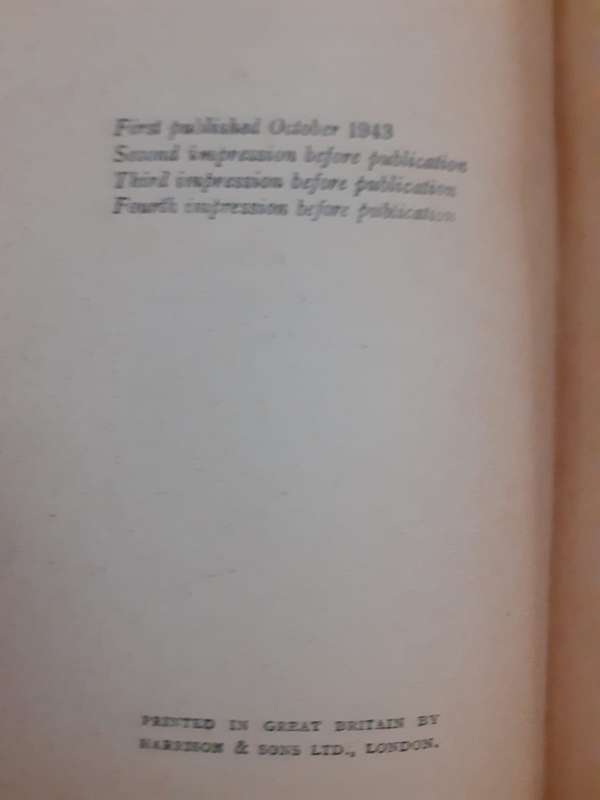 First published October 1943
Second impression before publication
Third impression before publication
Fourth impression before publication
PRINTED IN GREAT BRITAIN BY
HARRISON & SONS LTD., LONDON.